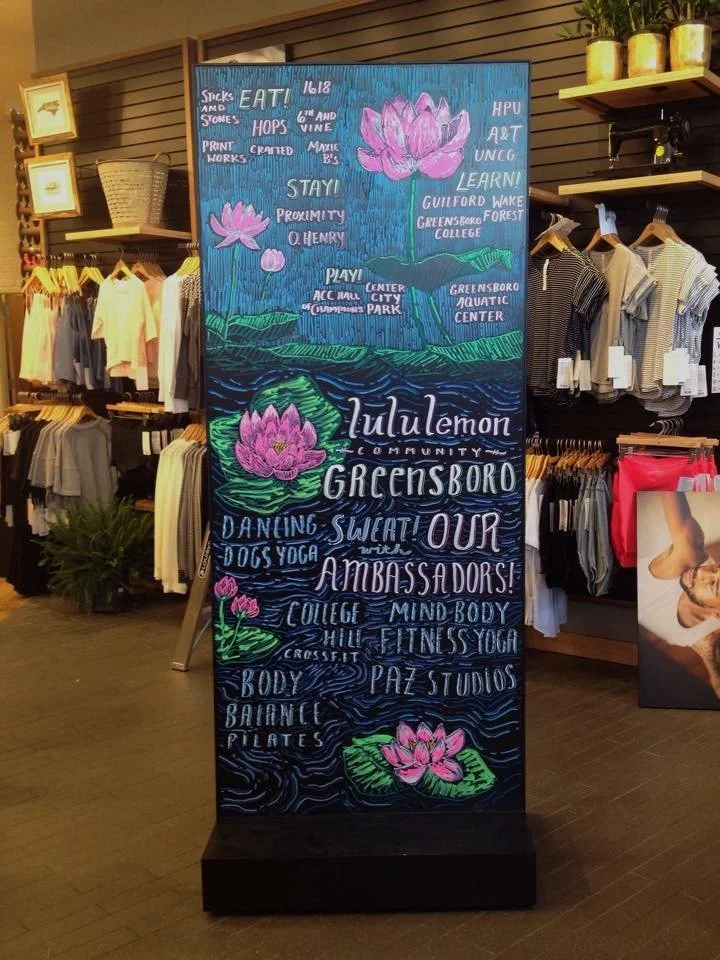 STICKS AND STONES
EAT!
1618
HOPS
6TH AND VINE
PRINT WORKS
CRAFTED
MAXIE B'S
HPU
A&T
UNCG
LEARN!
GUILFORD
WAKE FOREST
GREENSBORO COLLEGE
STAY!
PROXIMITY
O.HENRY
PLAY!
ACC HALL OF CHAMPIONS
CENTER CITY PARK
GREENSBORO AQUATIC CENTER
lululemon
COMMUNITY
GREENSBORO
DANCING DOGS YOGA
SWEAT!
with
OUR
AMBASSADORS!
COLLEGE HILL CROSSFIT
MIND BODY FITNESS YOGA
BODY BALANCE PILATES
PAZ STUDIOS